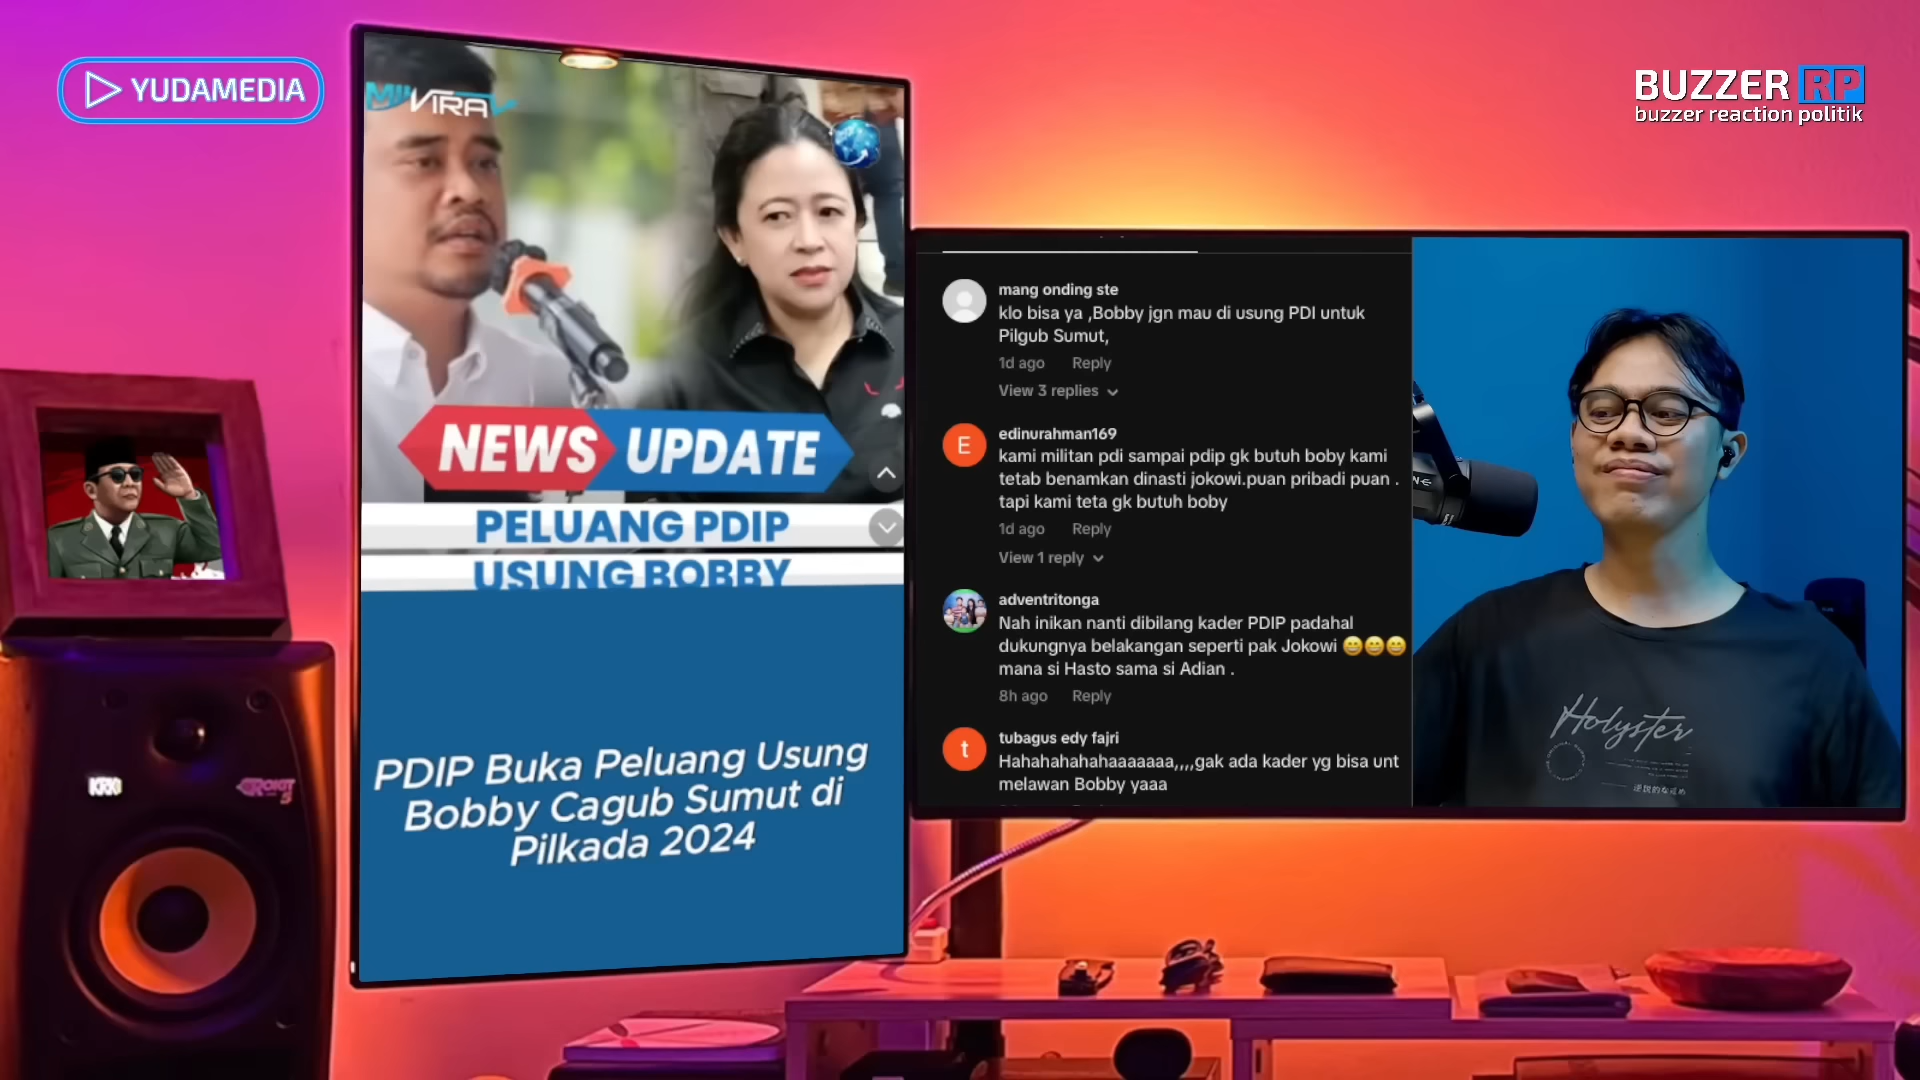 YUDAMEDIA
BUZZER RP
buzzer reaction politik
VIRAL
NEWS UPDATE
PELUANG PDIP
USUNG BOBBY
PDIP Buka Peluang Usung
Bobby Cagub Sumut di
Pilkada 2024
mang onding ste
klo bisa ya ,Bobby jgn mau di usung PDI untuk
Pilgub Sumut,
1d ago Reply
View 3 replies
E
edinurahman169
kami militan pdi sampai pdip gk butuh boby kami
tetab benamkan dinasti jokowi.puan pribadi puan .
tapi kami teta gk butuh boby
1d ago Reply
View 1 reply
adventritonga
Nah inikan nanti dibilang kader PDIP padahal
dukungnya belakangan seperti pak Jokowi 😁😁😁
mana si Hasto sama si Adian .
8h ago Reply
t
tubagus edy fajri
Hahahahahahaaaaaaa,,,,gak ada kader yg bisa unt
melawan Bobby yaaa
Holyster
KRK
ROKIT 5